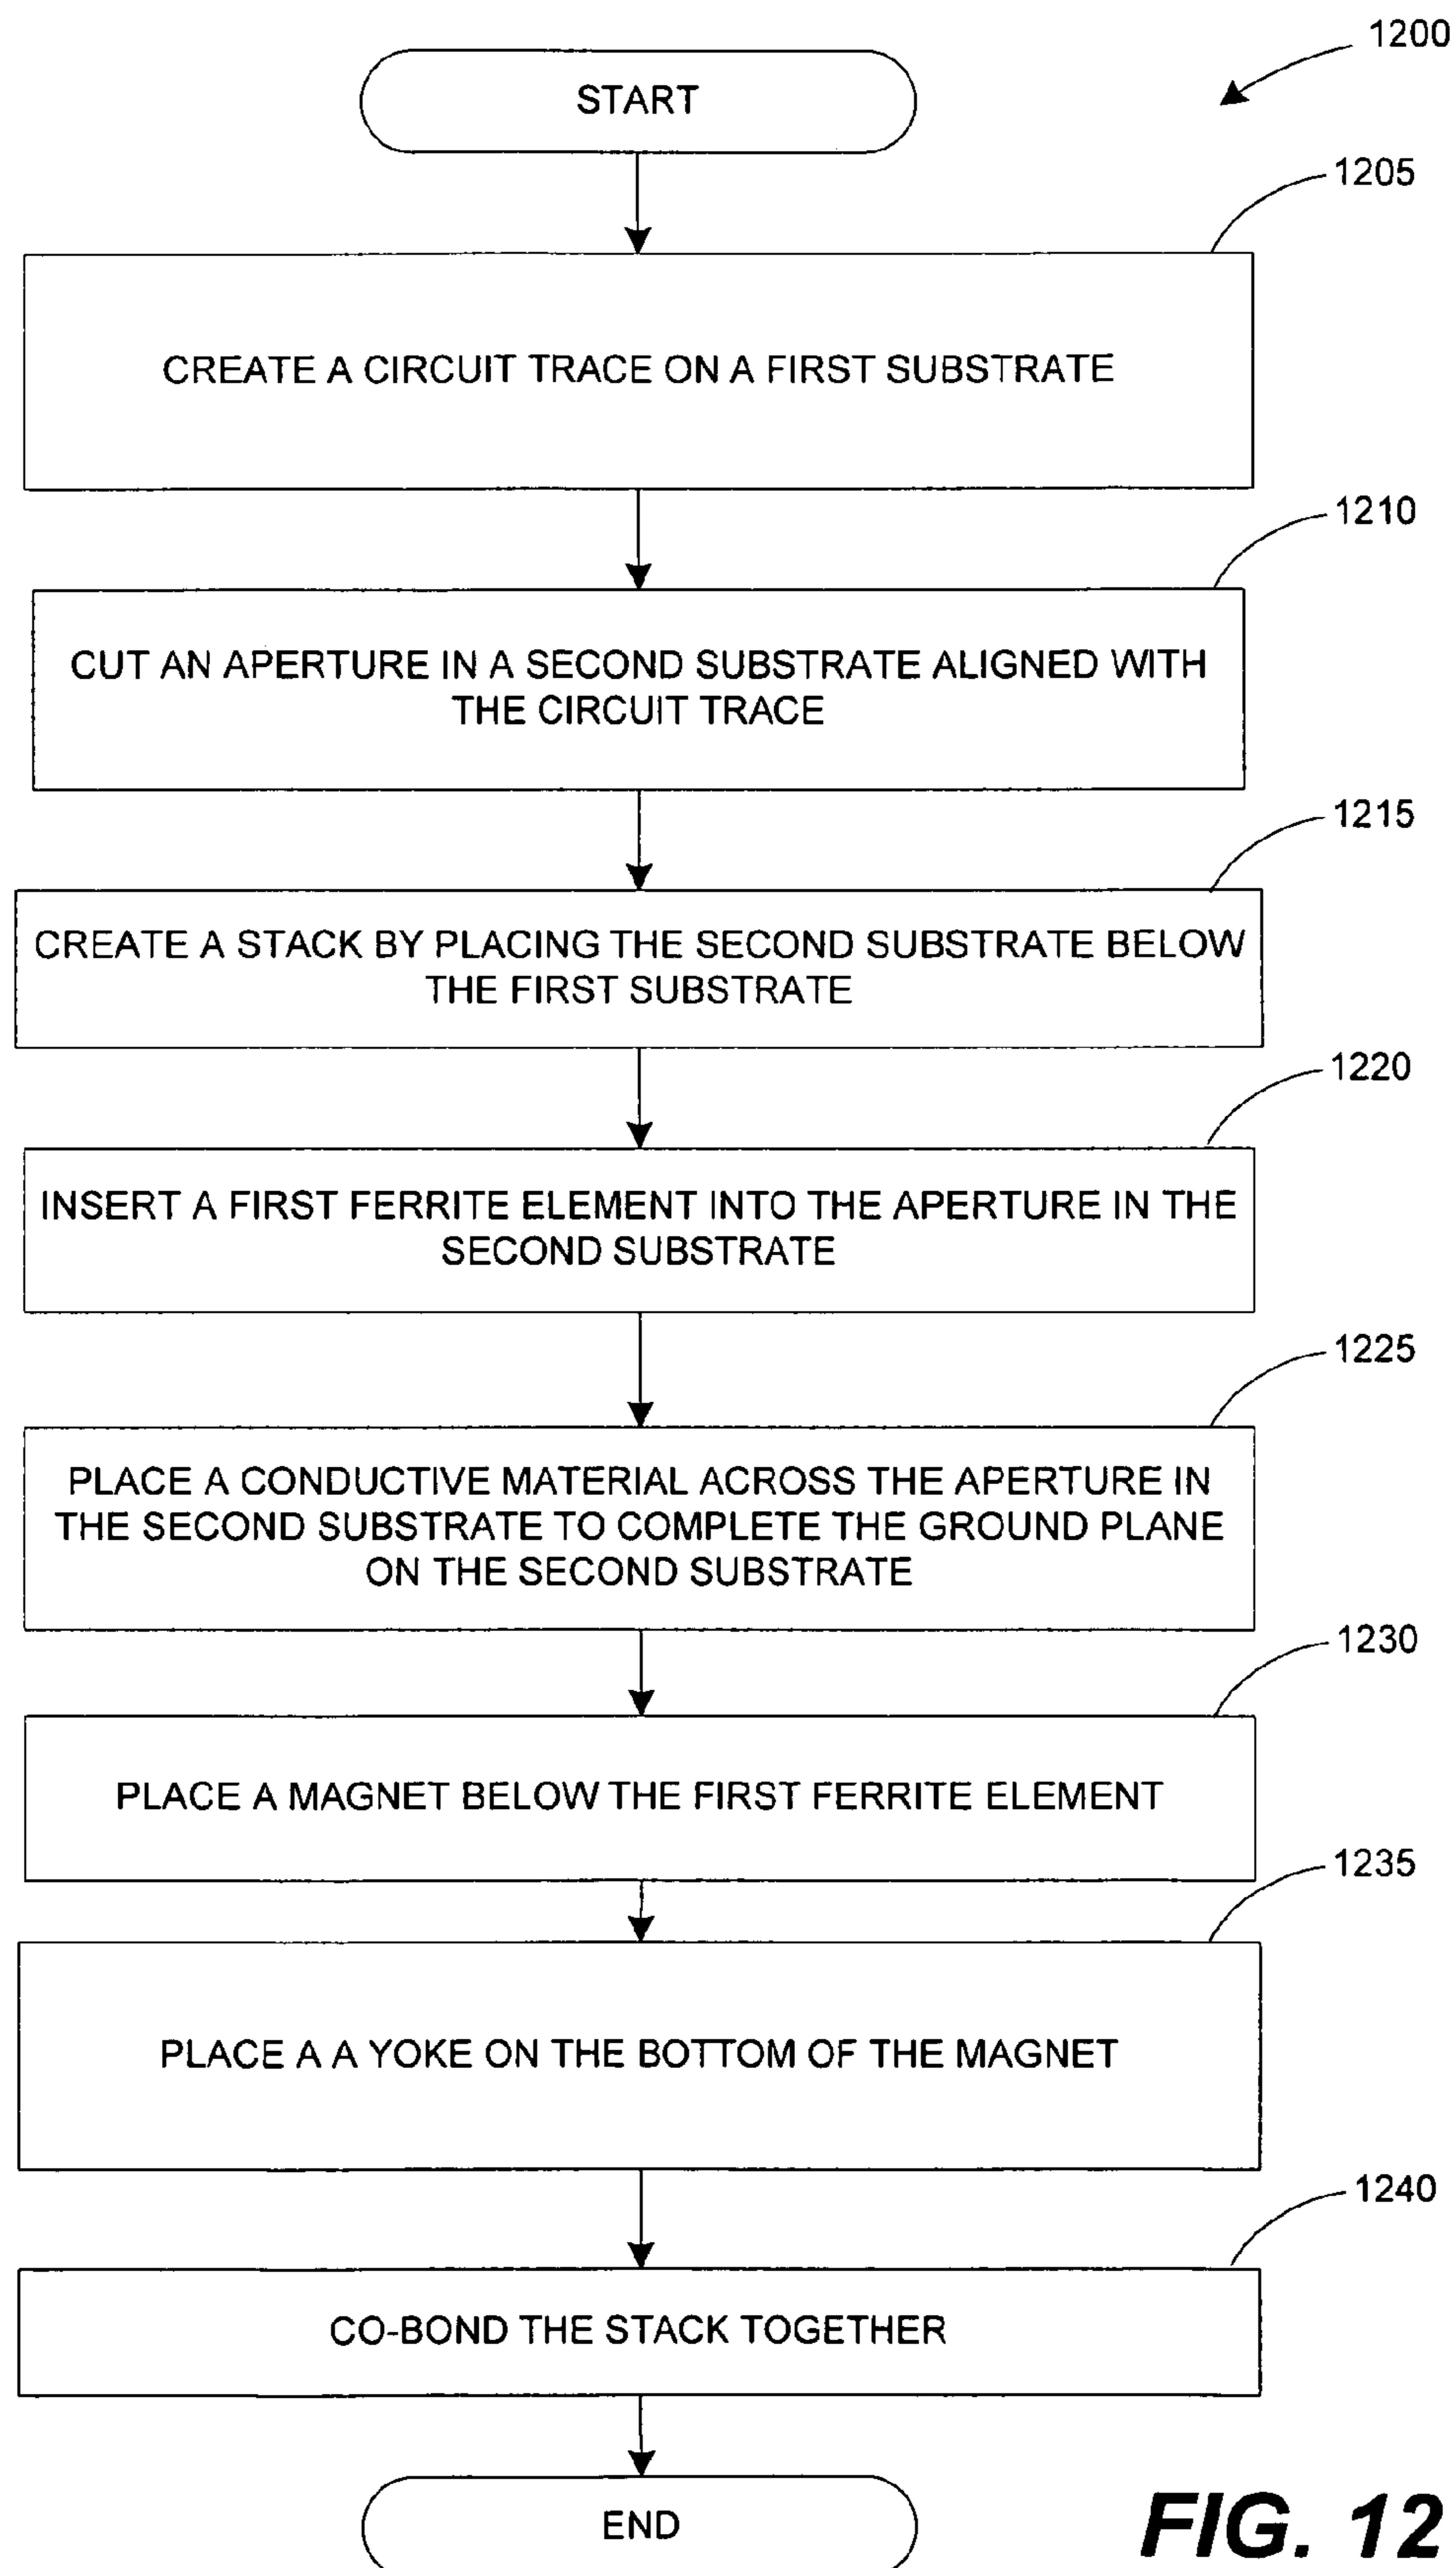 1200
START
1205
CREATE A CIRCUIT TRACE ON A FIRST SUBSTRATE
1210
CUT AN APERTURE IN A SECOND SUBSTRATE ALIGNED WITH
THE CIRCUIT TRACE
1215
CREATE A STACK BY PLACING THE SECOND SUBSTRATE BELOW
THE FIRST SUBSTRATE
1220
INSERT A FIRST FERRITE ELEMENT INTO THE APERTURE IN THE
SECOND SUBSTRATE
1225
PLACE A CONDUCTIVE MATERIAL ACROSS THE APERTURE IN
THE SECOND SUBSTRATE TO COMPLETE THE GROUND PLANE
ON THE SECOND SUBSTRATE
1230
PLACE A MAGNET BELOW THE FIRST FERRITE ELEMENT
1235
PLACE A A YOKE ON THE BOTTOM OF THE MAGNET
1240
CO-BOND THE STACK TOGETHER
END
FIG. 12